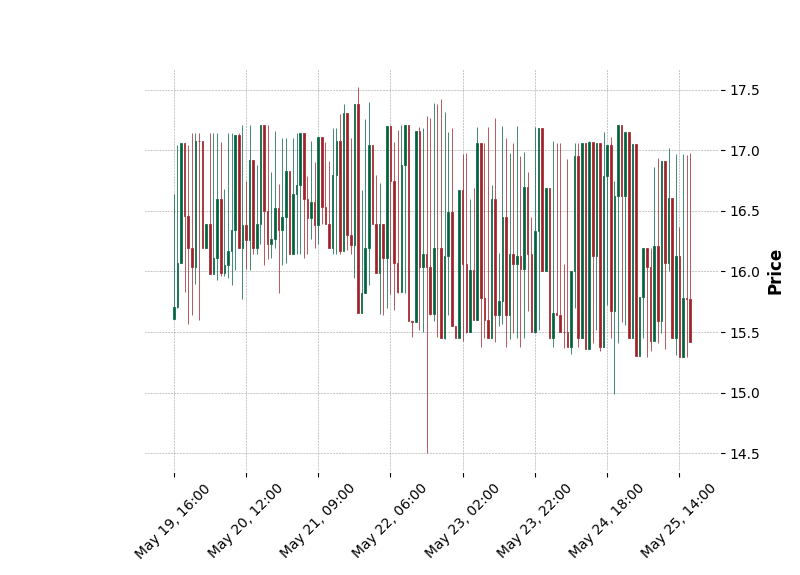 17.5
17.0
16.5
16.0
15.5
15.0
14.5
Price
May 19, 16:00
May 20, 12:00
May 21, 09:00
May 22, 06:00
May 23, 02:00
May 23, 22:00
May 24, 18:00
May 25, 14:00